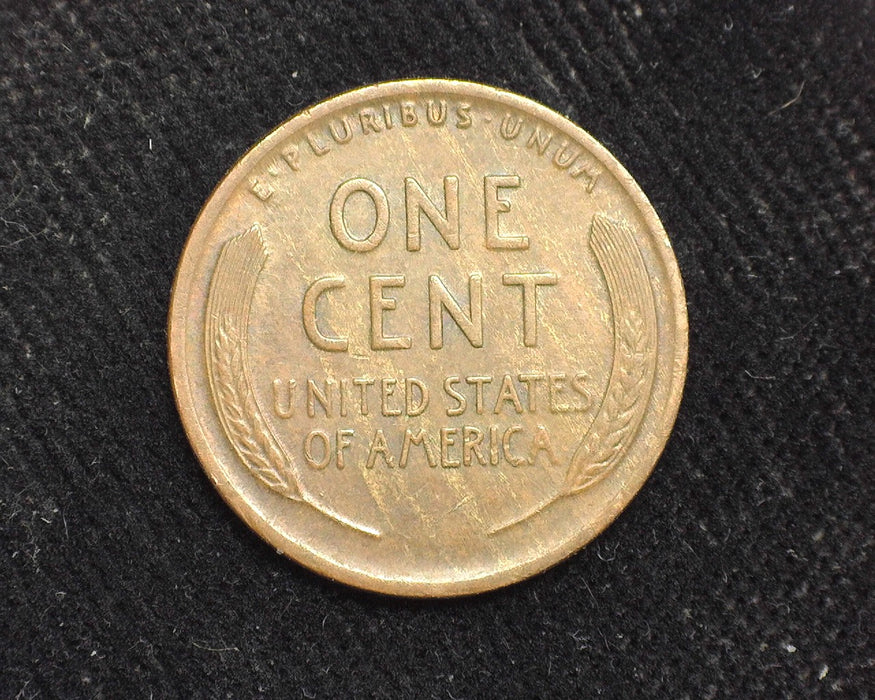 E·PLURIBUS·UNUM
ONE
CENT
UNITED STATES
OF AMERICA